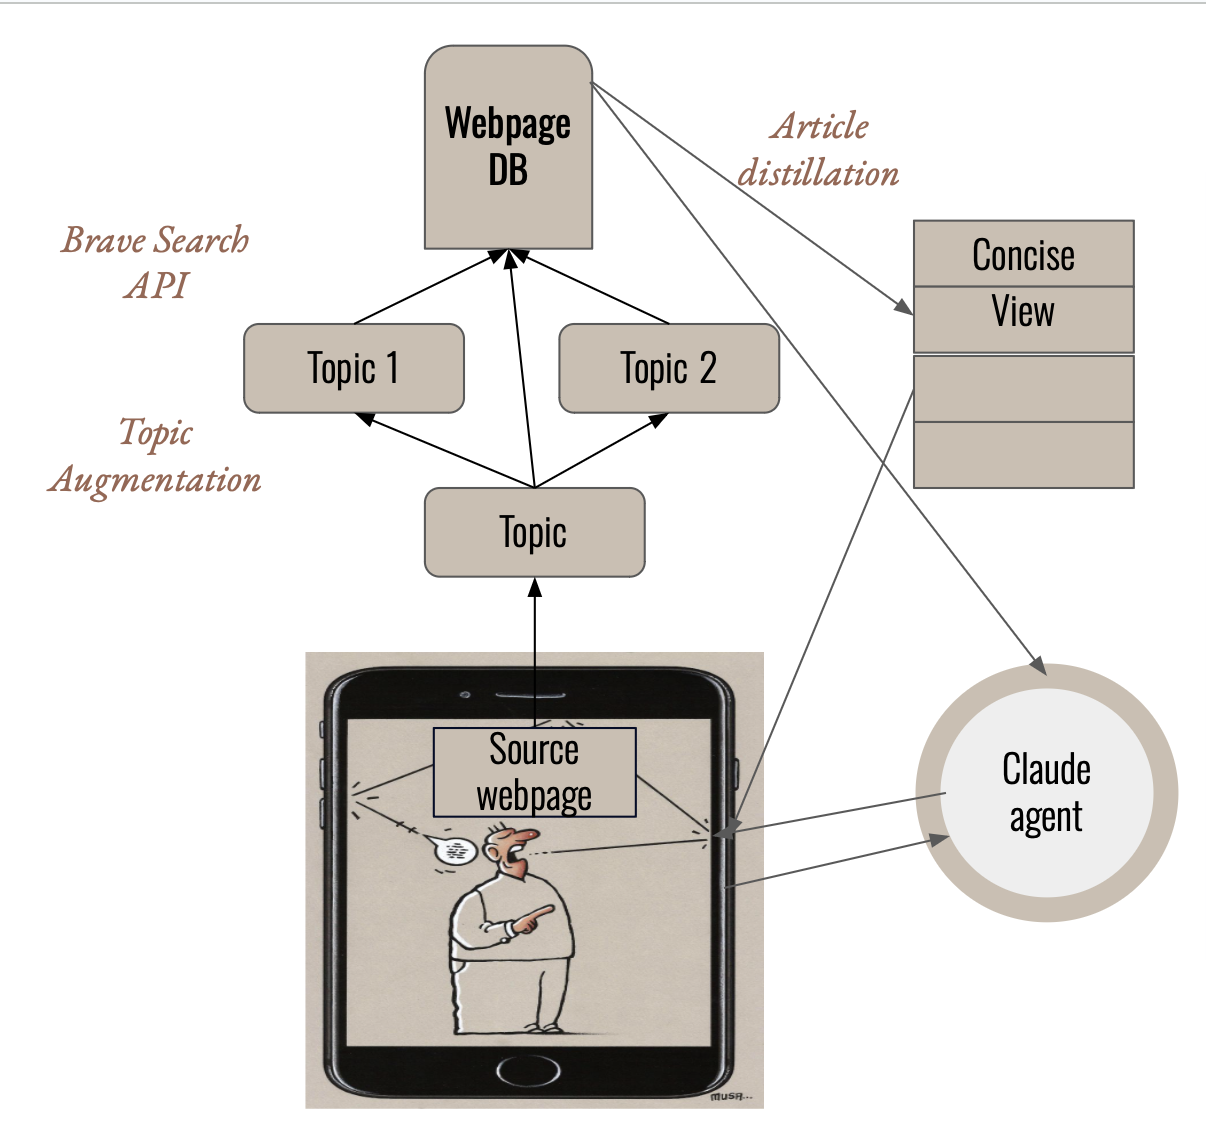 Webpage
DB
Article
distillation
Brave Search
API
Concise
View
Topic 1
Topic 2
Topic
Augmentation
Topic
Source
webpage
Claude
agent
MUSA...